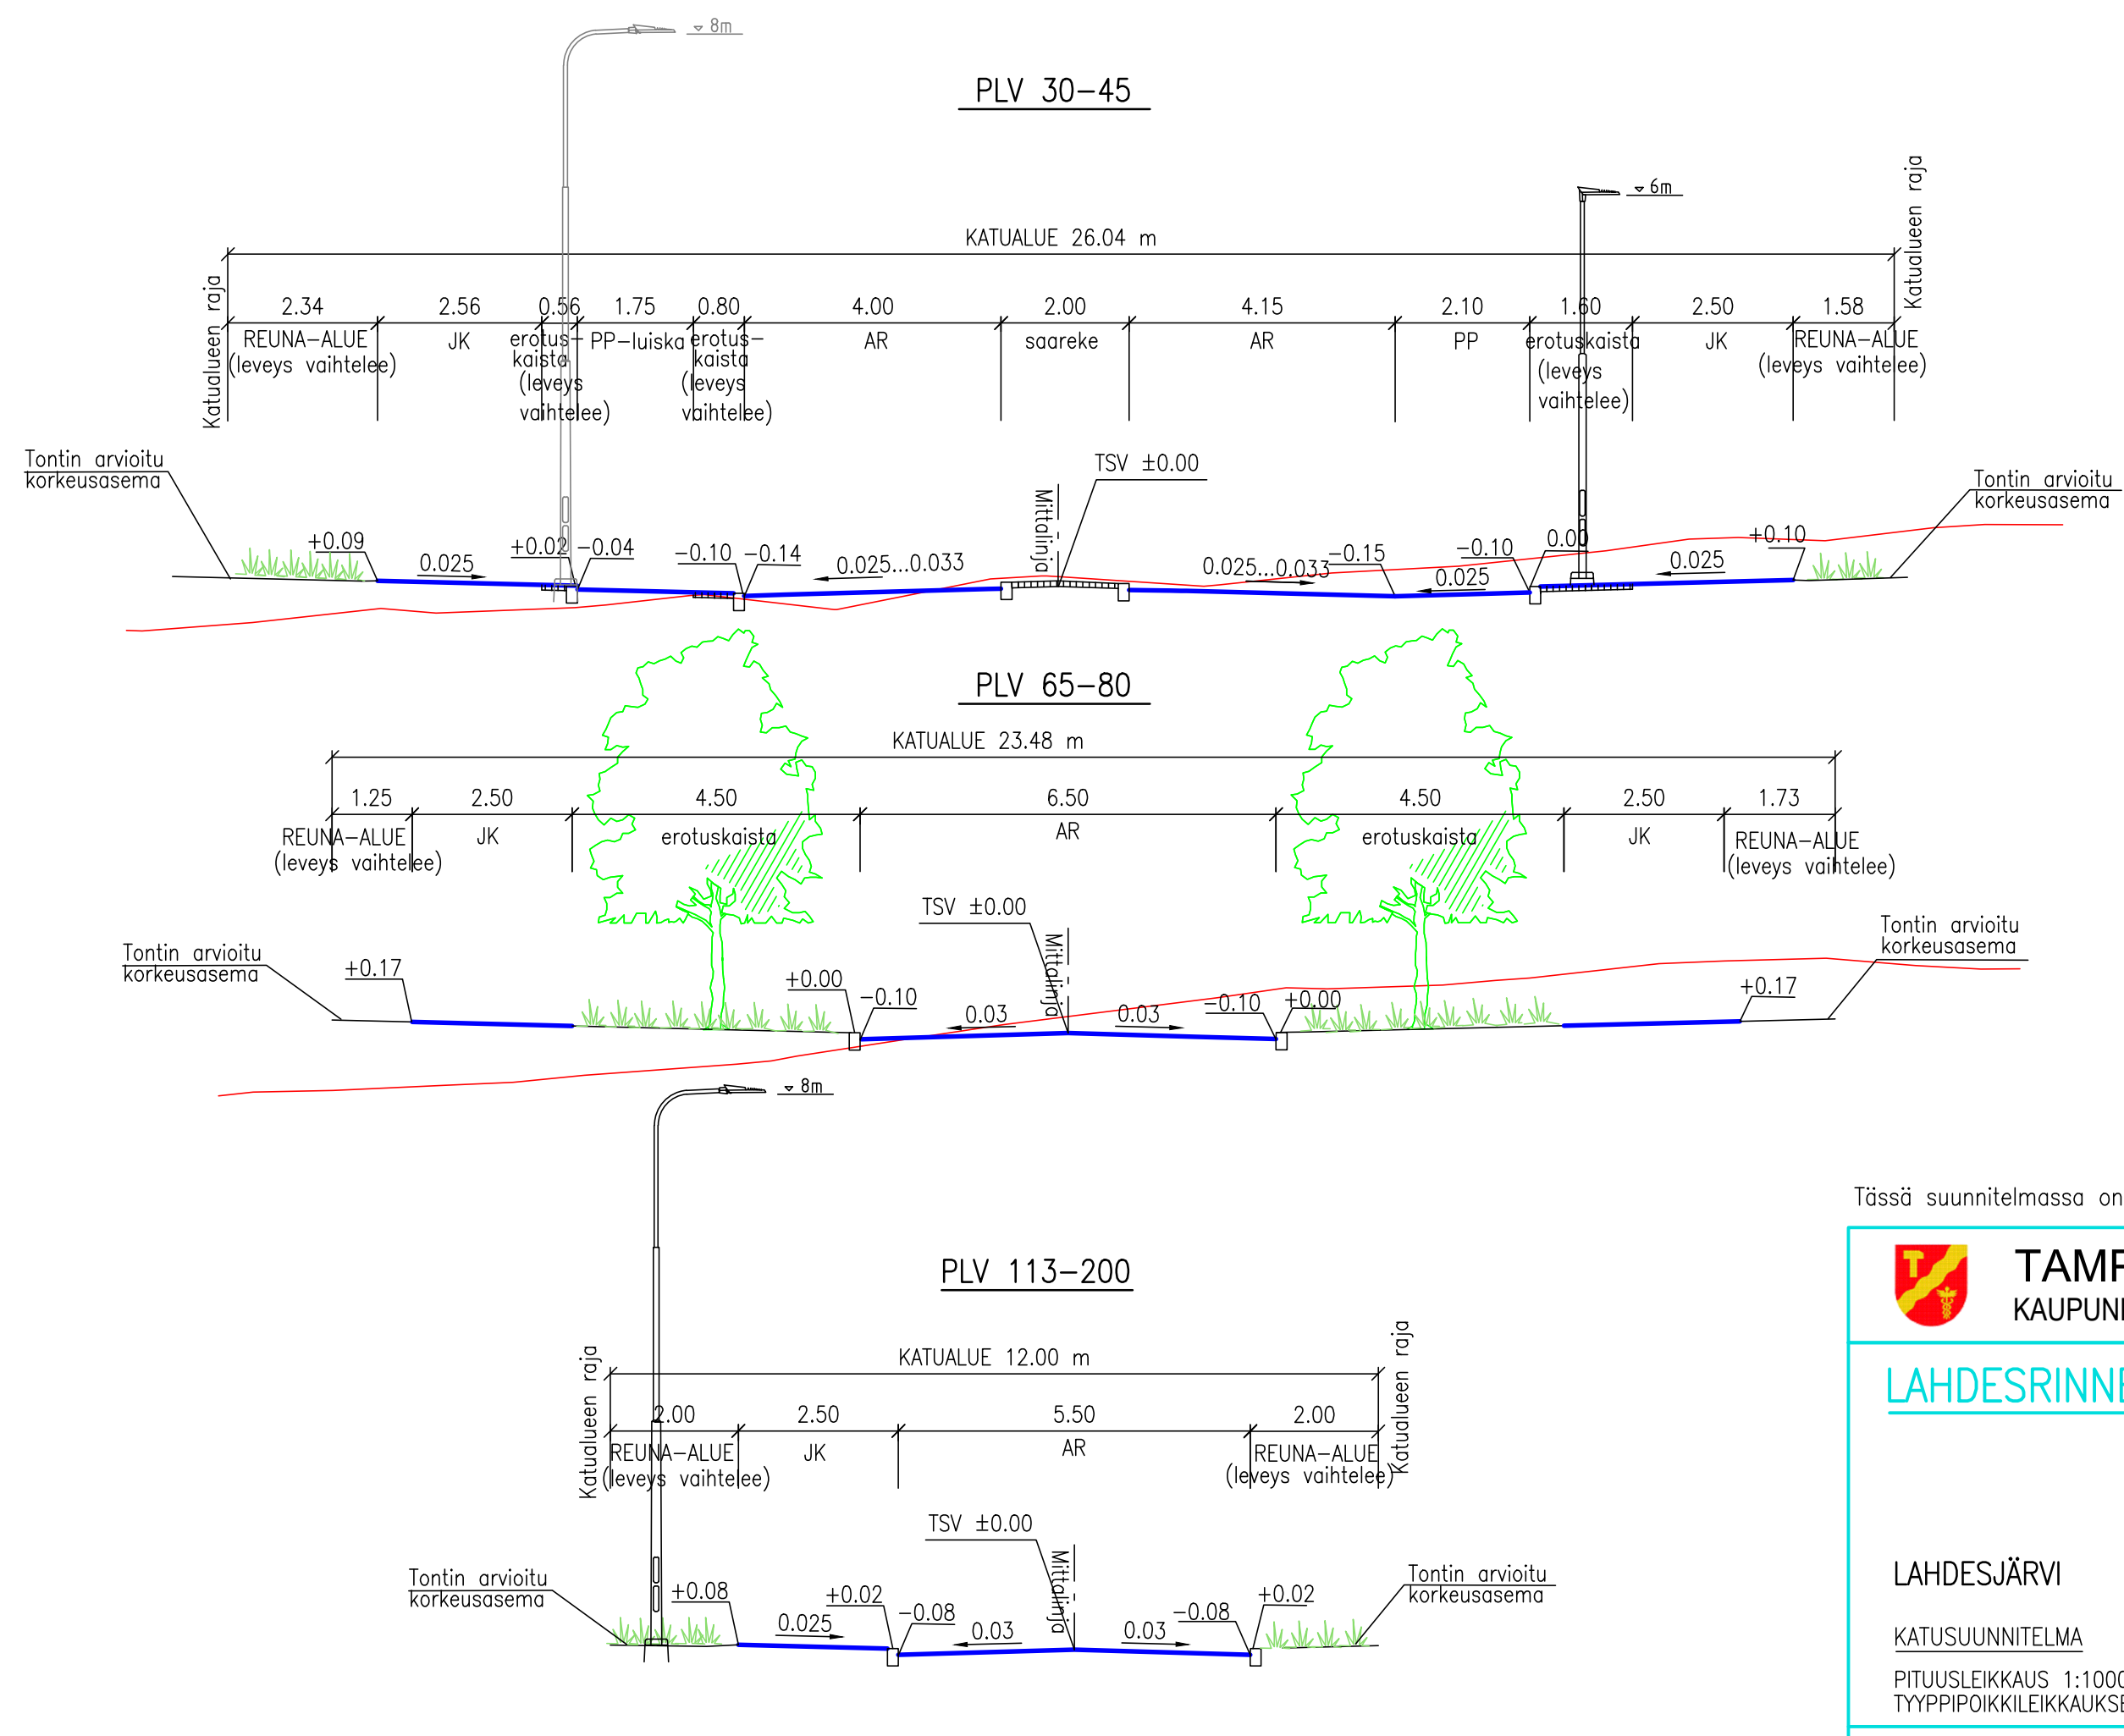 8m
PLV 30-45
6m
Katualueen raja
KATUALUE 26.04 m
Katualueen raja
2.34 2.56 0.56 1.75 0.80 4.00 2.00 4.15 2.10 1.60 2.50 1.58
REUNA-ALUE
(leveys vaihtelee)
JK
erotus-
kaista
(leveys
vaihtelee)
PP-luiska
erotus-
kaista
(leveys
vaihtelee)
AR
saareke
AR
PP
erotuskaista
(leveys
vaihtelee)
JK
REUNA-ALUE
(leveys vaihtelee)
Tontin arvioitu
korkeusasema
TSV ±0.00
Mittalinja
Tontin arvioitu
korkeusasema
+0.09 0.025 +0.02 -0.04 -0.10 -0.14 0.025...0.033 0.025...0.033 -0.15 0.025 -0.10 0.00 0.025 +0.10
PLV 65-80
KATUALUE 23.48 m
1.25 2.50 4.50 6.50 4.50 2.50 1.73
REUNA-ALUE
(leveys vaihtelee)
JK
erotuskaista
AR
erotuskaista
JK
REUNA-ALUE
(leveys vaihtelee)
TSV ±0.00
Mittalinja
Tontin arvioitu
korkeusasema
Tontin arvioitu
korkeusasema
+0.17 +0.00 -0.10 0.03 0.03 -0.10 +0.00 +0.17
8m
PLV 113-200
Katualueen raja
KATUALUE 12.00 m
Katualueen raja
2.00 2.50 5.50 2.00
REUNA-ALUE
(leveys vaihtelee)
JK
AR
REUNA-ALUE
(leveys vaihtelee)
TSV ±0.00
Mittalinja
Tontin arvioitu
korkeusasema
Tontin arvioitu
korkeusasema
+0.08 0.025 +0.02 -0.08 0.03 0.03 -0.08 +0.02
Tässä suunnitelmassa on
T
TAMP
KAUPUN
LAHDESRINNE
LAHDESJÄRVI
KATUSUUNNITELMA
PITUUSLEIKKAUS 1:1000
TYYPPIPOIKKILEIKKAUKSE